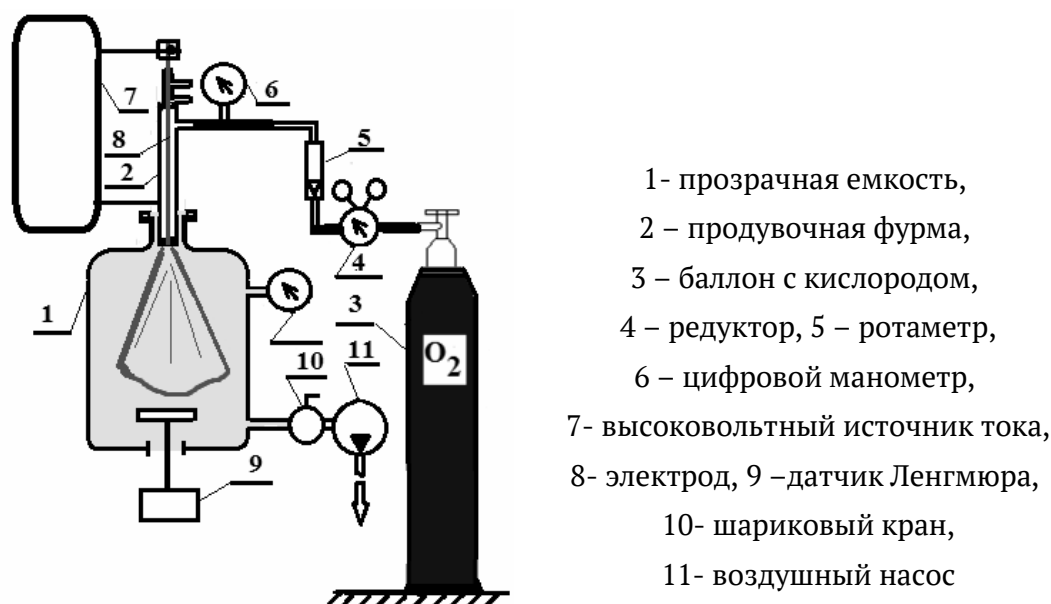 7
6
8
5
2
4
1
3
O2
10
11
9
1- прозрачная емкость,
2 – продувочная фурма,
3 – баллон с кислородом,
4 – редуктор, 5 – ротаметр,
6 – цифровой манометр,
7- высоковольтный источник тока,
8- электрод, 9 –датчик Ленгмюра,
10- шариковый кран,
11- воздушный насос